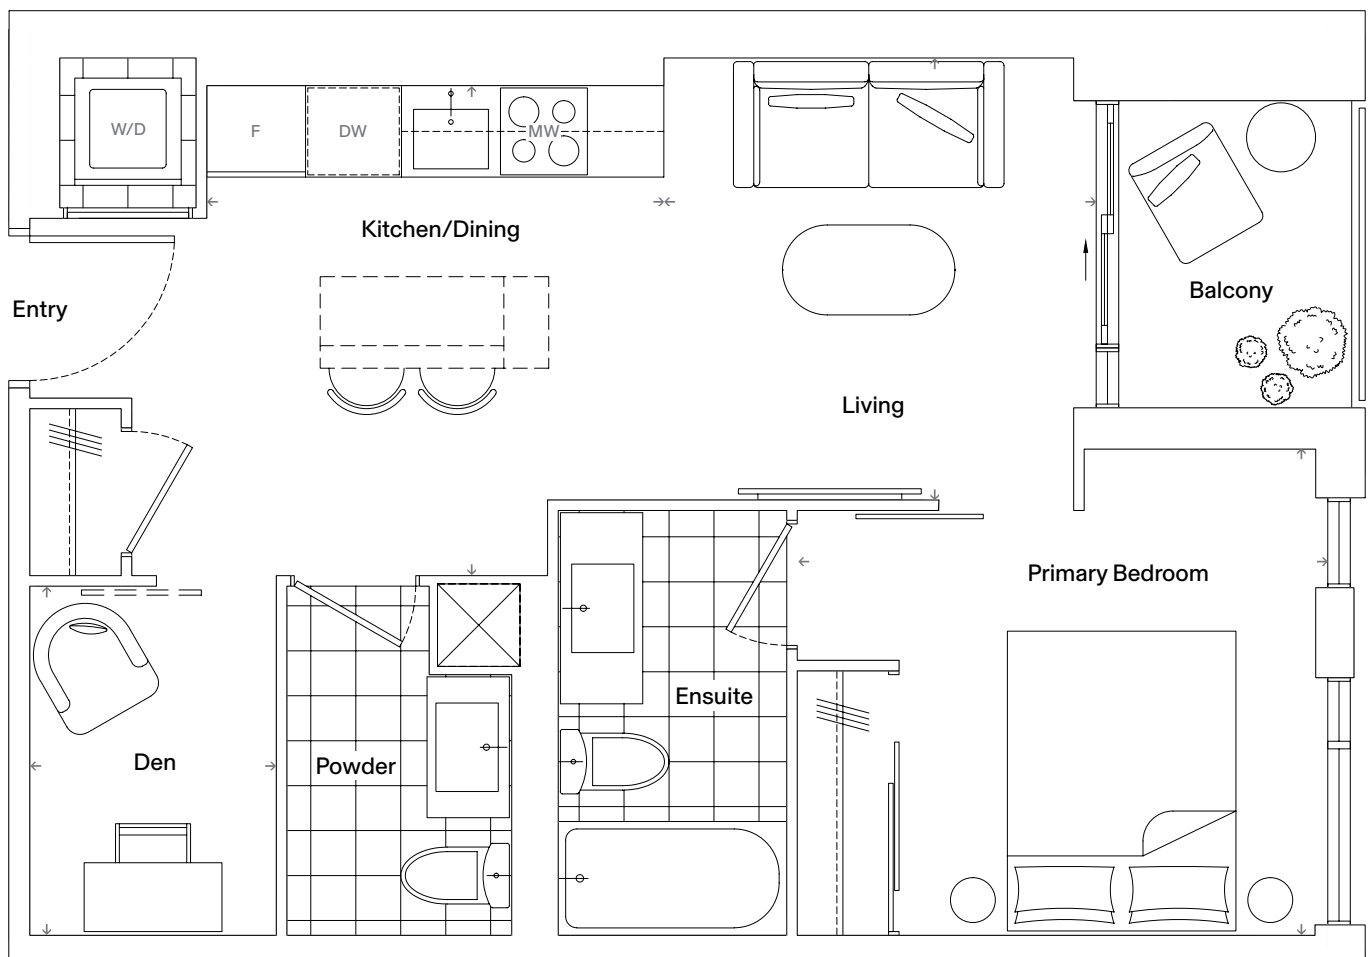 W/D
F
DW
MW
Kitchen/Dining
Entry
Balcony
Living
Primary Bedroom
Ensuite
Den
Powder